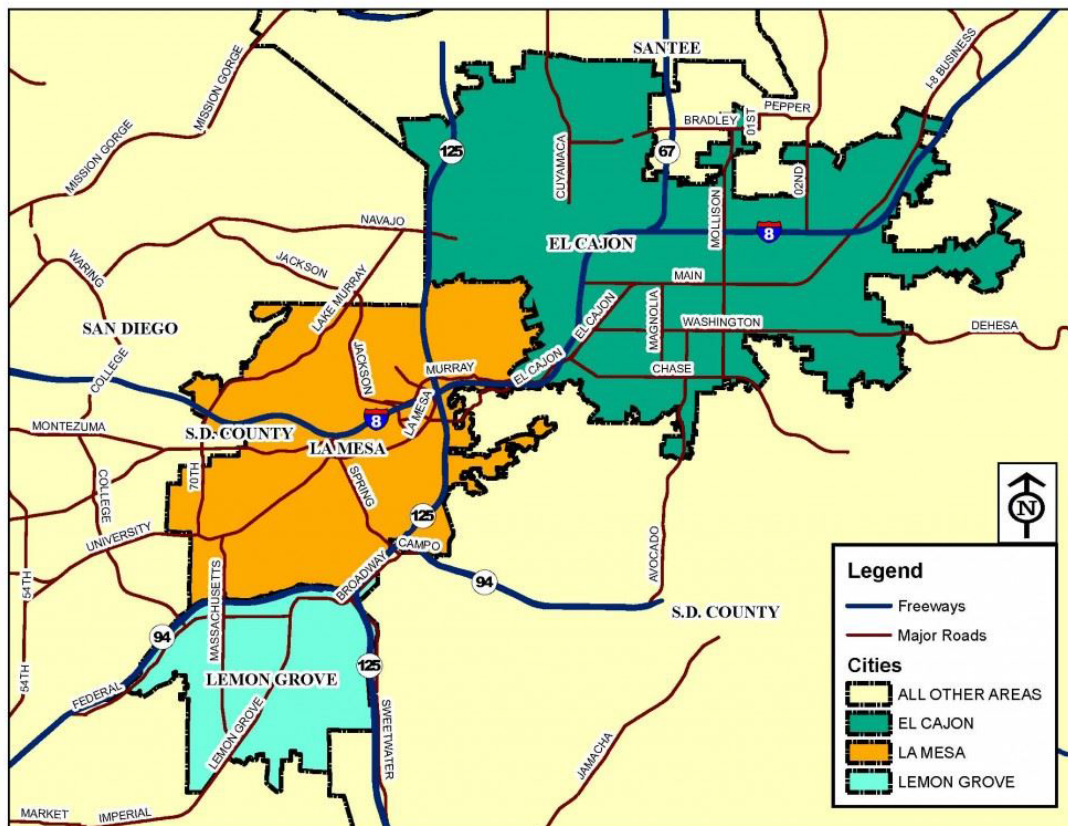 SANTEE
MISSION GORGE
MISSION GORGE
I-8 BUSINESS
PEPPER
BRADLEY
01ST
125
67
CUYAMACA
02ND
MOLLISON
NAVAJO
8
EL CAJON
WARING
JACKSON
MAIN
LAKE MURRAY
EL CAJON
MAGNOLIA
WASHINGTON
DEHESA
SAN DIEGO
JACKSON
MURRAY
EL CAJON
CHASE
COLLEGE
LA MESA
8
MONTEZUMA
S.D. COUNTY
LA MESA
70TH
SPRING
COLLEGE
N
125
UNIVERSITY
CAMPO
AVOCADO
BROADWAY
94
54TH
MASSACHUSETTS
S.D. COUNTY
94
125
LEMON GROVE
FEDERAL
54TH
SWEETWATER
LEMON GROVE
JAMACHA
MARKET
IMPERIAL
Legend
Freeways
Major Roads
Cities
ALL OTHER AREAS
EL CAJON
LA MESA
LEMON GROVE